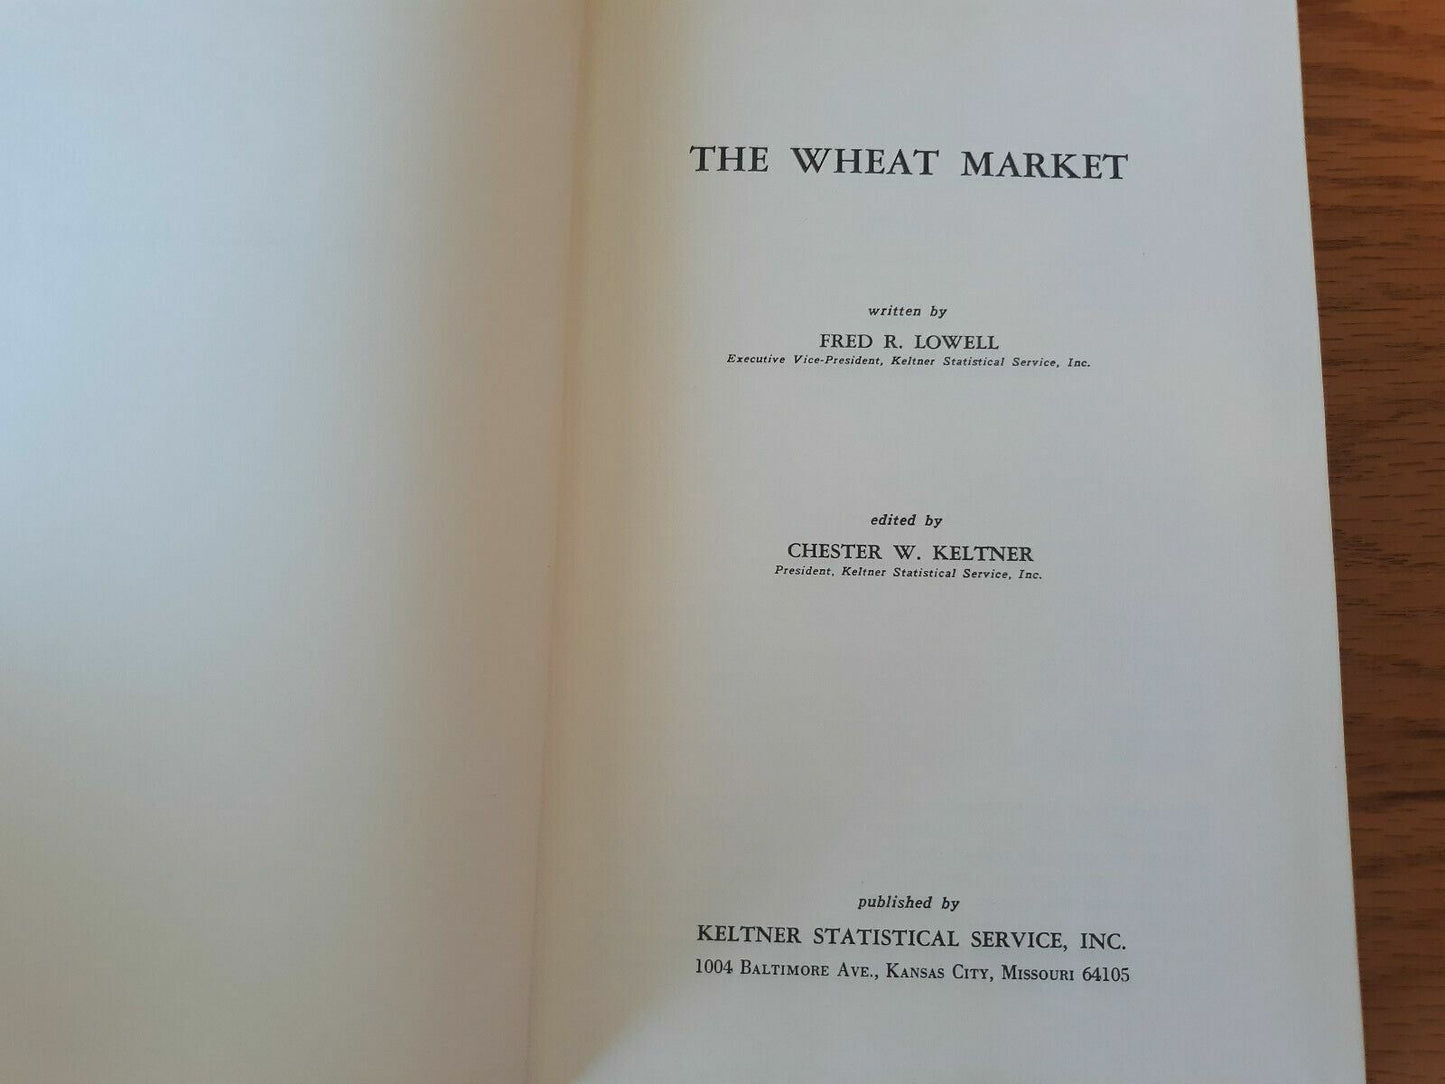 THE WHEAT MARKET
written by
FRED R. LOWELL
Executive Vice-President, Keltner Statistical Service, Inc.
edited by
CHESTER W. KELTNER
President, Keltner Statistical Service, Inc.
published by
KELTNER STATISTICAL SERVICE, INC.
1004 BALTIMORE AVE., KANSAS CITY, MISSOURI 64105